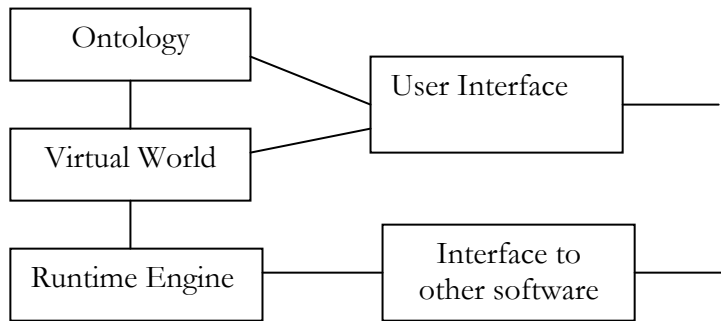 Ontology
User Interface
Virtual World
Runtime Engine
Interface to
other software